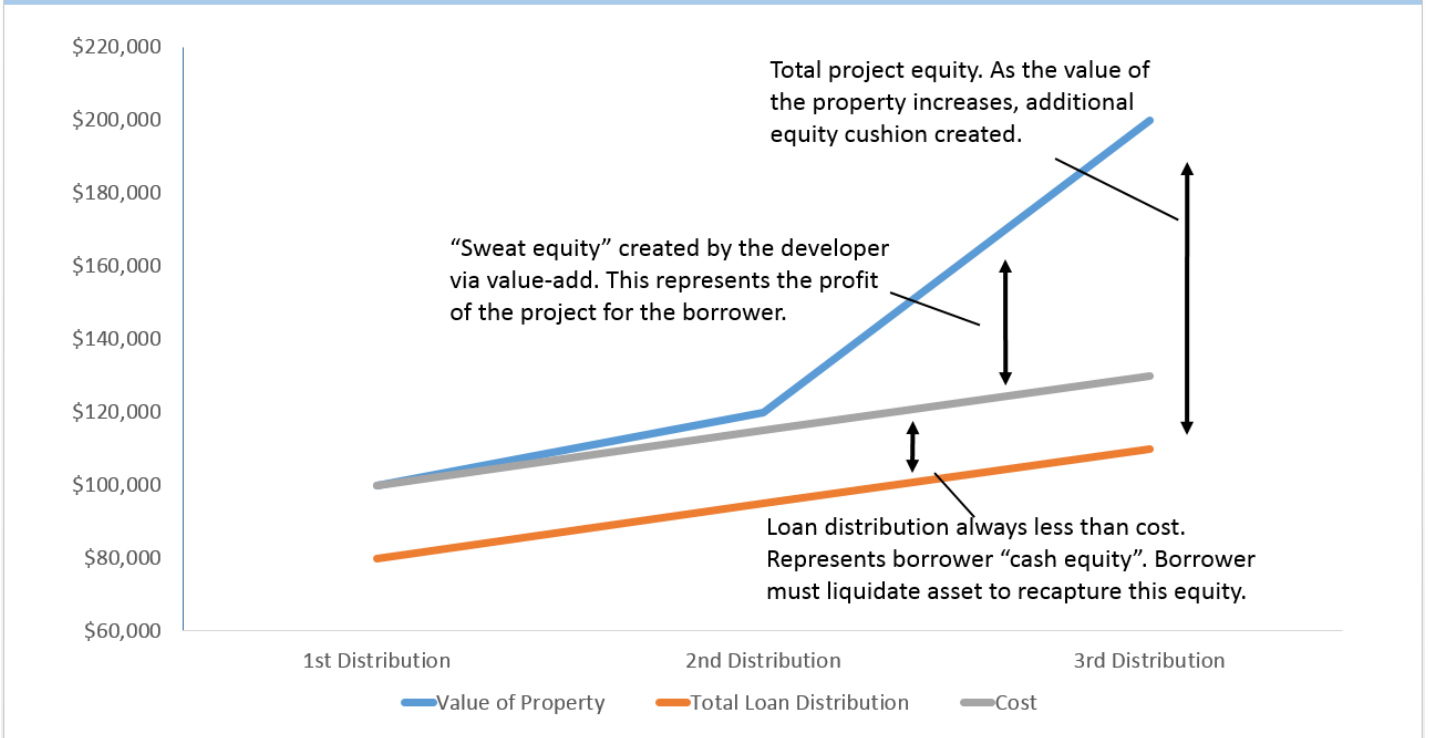 $220,000
$200,000
$180,000
$160,000
$140,000
$120,000
$100,000
$80,000
$60,000
Total project equity. As the value of
the property increases, additional
equity cushion created.
“Sweat equity” created by the developer
via value-add. This represents the profit
of the project for the borrower.
Loan distribution always less than cost.
Represents borrower “cash equity”. Borrower
must liquidate asset to recapture this equity.
1st Distribution
2nd Distribution
3rd Distribution
Value of Property
Total Loan Distribution
Cost